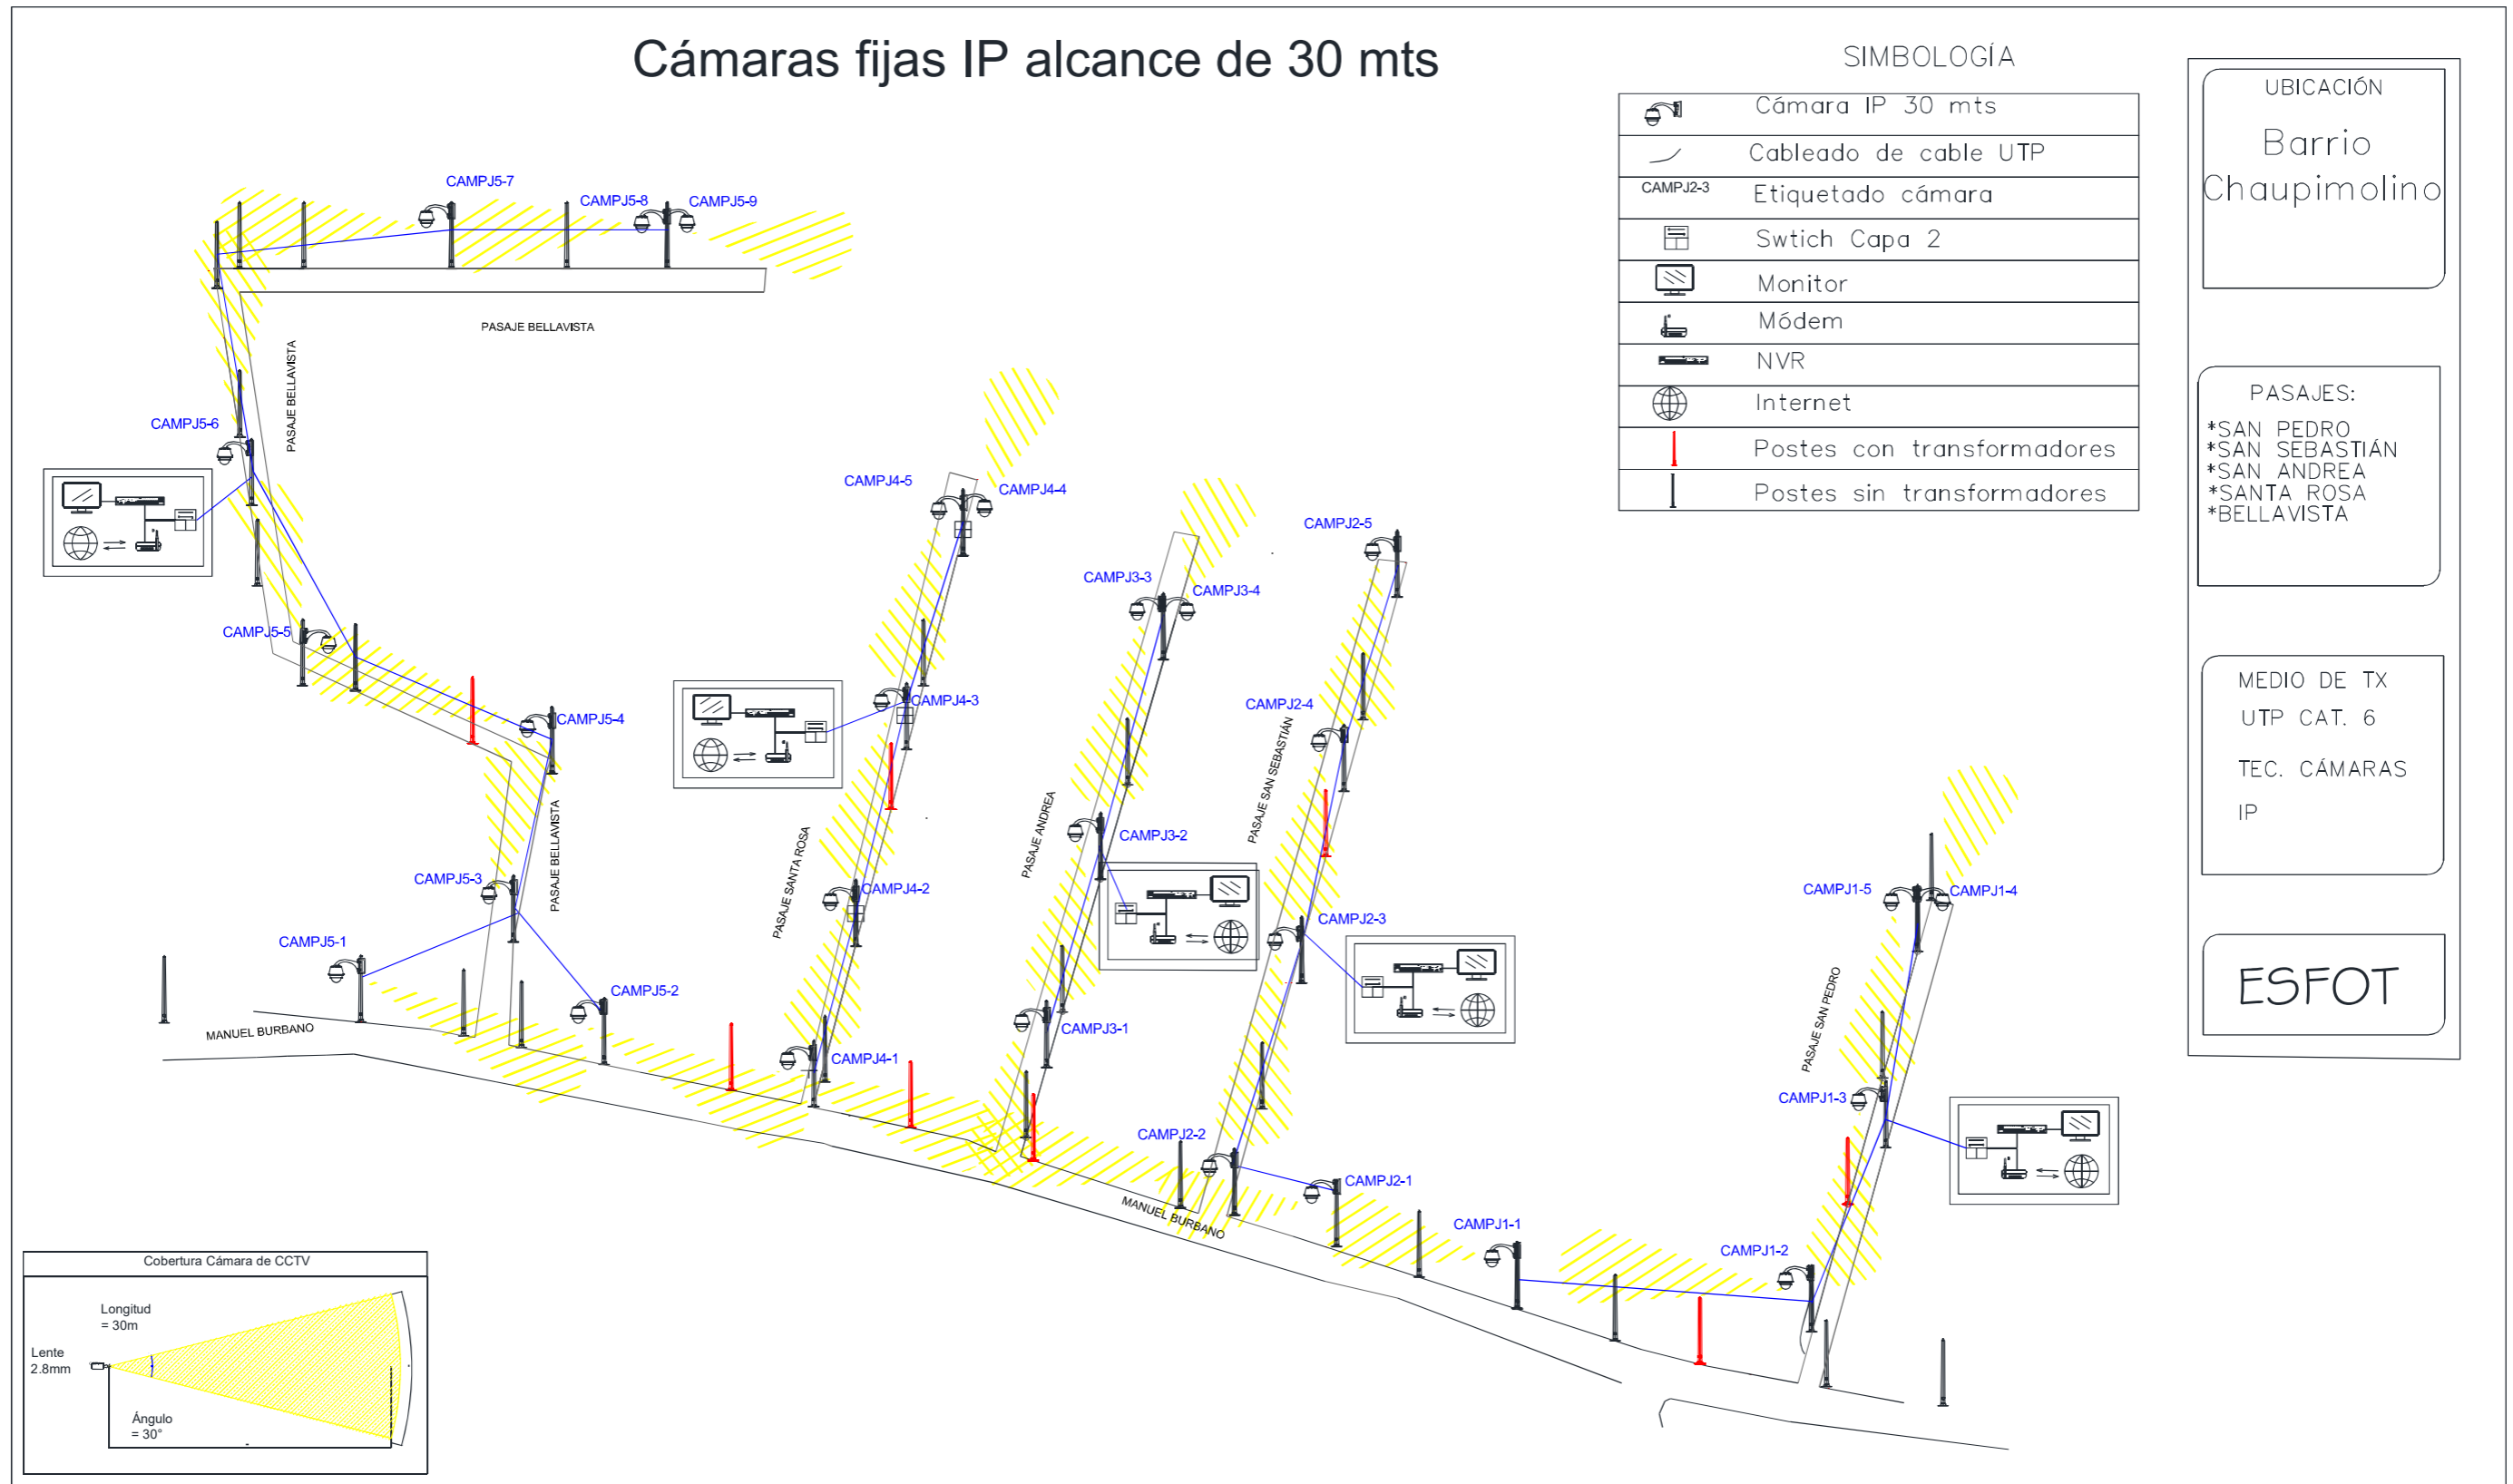 Cámaras fijas IP alcance de 30 mts
SIMBOLOGÍA
Cámara IP 30 mts
Cableado de cable UTP
CAMPJ2-3 Etiquetado cámara
Swtich Capa 2
Monitor
Módem
NVR
Internet
Postes con transformadores
Postes sin transformadores
UBICACIÓN
Barrio
Chaupimolino
PASAJES:
*SAN PEDRO
*SAN SEBASTIÁN
*SAN ANDREA
*SANTA ROSA
*BELLAVISTA
MEDIO DE TX
UTP CAT. 6
TEC. CÁMARAS
IP
ESFOT
CAMPJ5-7
CAMPJ5-8
CAMPJ5-9
PASAJE BELLAVISTA
PASAJE BELLAVISTA
CAMPJ5-6
CAMPJ5-5
CAMPJ5-4
PASAJE BELLAVISTA
CAMPJ5-3
CAMPJ5-1
CAMPJ5-2
MANUEL BURBANO
CAMPJ4-5
CAMPJ4-4
CAMPJ4-3
CAMPJ4-2
CAMPJ4-1
PASAJE SANTA ROSA
CAMPJ3-3
CAMPJ3-4
CAMPJ3-2
CAMPJ3-1
PASAJE ANDREA
CAMPJ2-5
CAMPJ2-4
CAMPJ2-3
PASAJE SAN SEBASTIÁN
CAMPJ2-2
CAMPJ2-1
MANUEL BURBANO
CAMPJ1-5
CAMPJ1-4
PASAJE SAN PEDRO
CAMPJ1-3
CAMPJ1-1
CAMPJ1-2
Cobertura Cámara de CCTV
Longitud
= 30m
Lente
2.8mm
Ángulo
= 30°